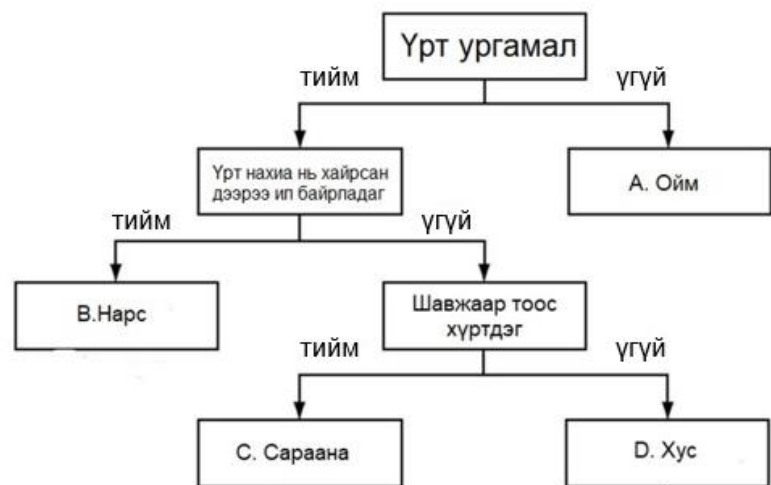 Үрт ургамал
тийм
үгүй
Үрт нахиа нь хайрсан
дээрээ ил байрладаг
А. Ойм
тийм
үгүй
В.Нарс
Шавжаар тоос
хүртдэг
тийм
үгүй
С. Сараана
D. Хус